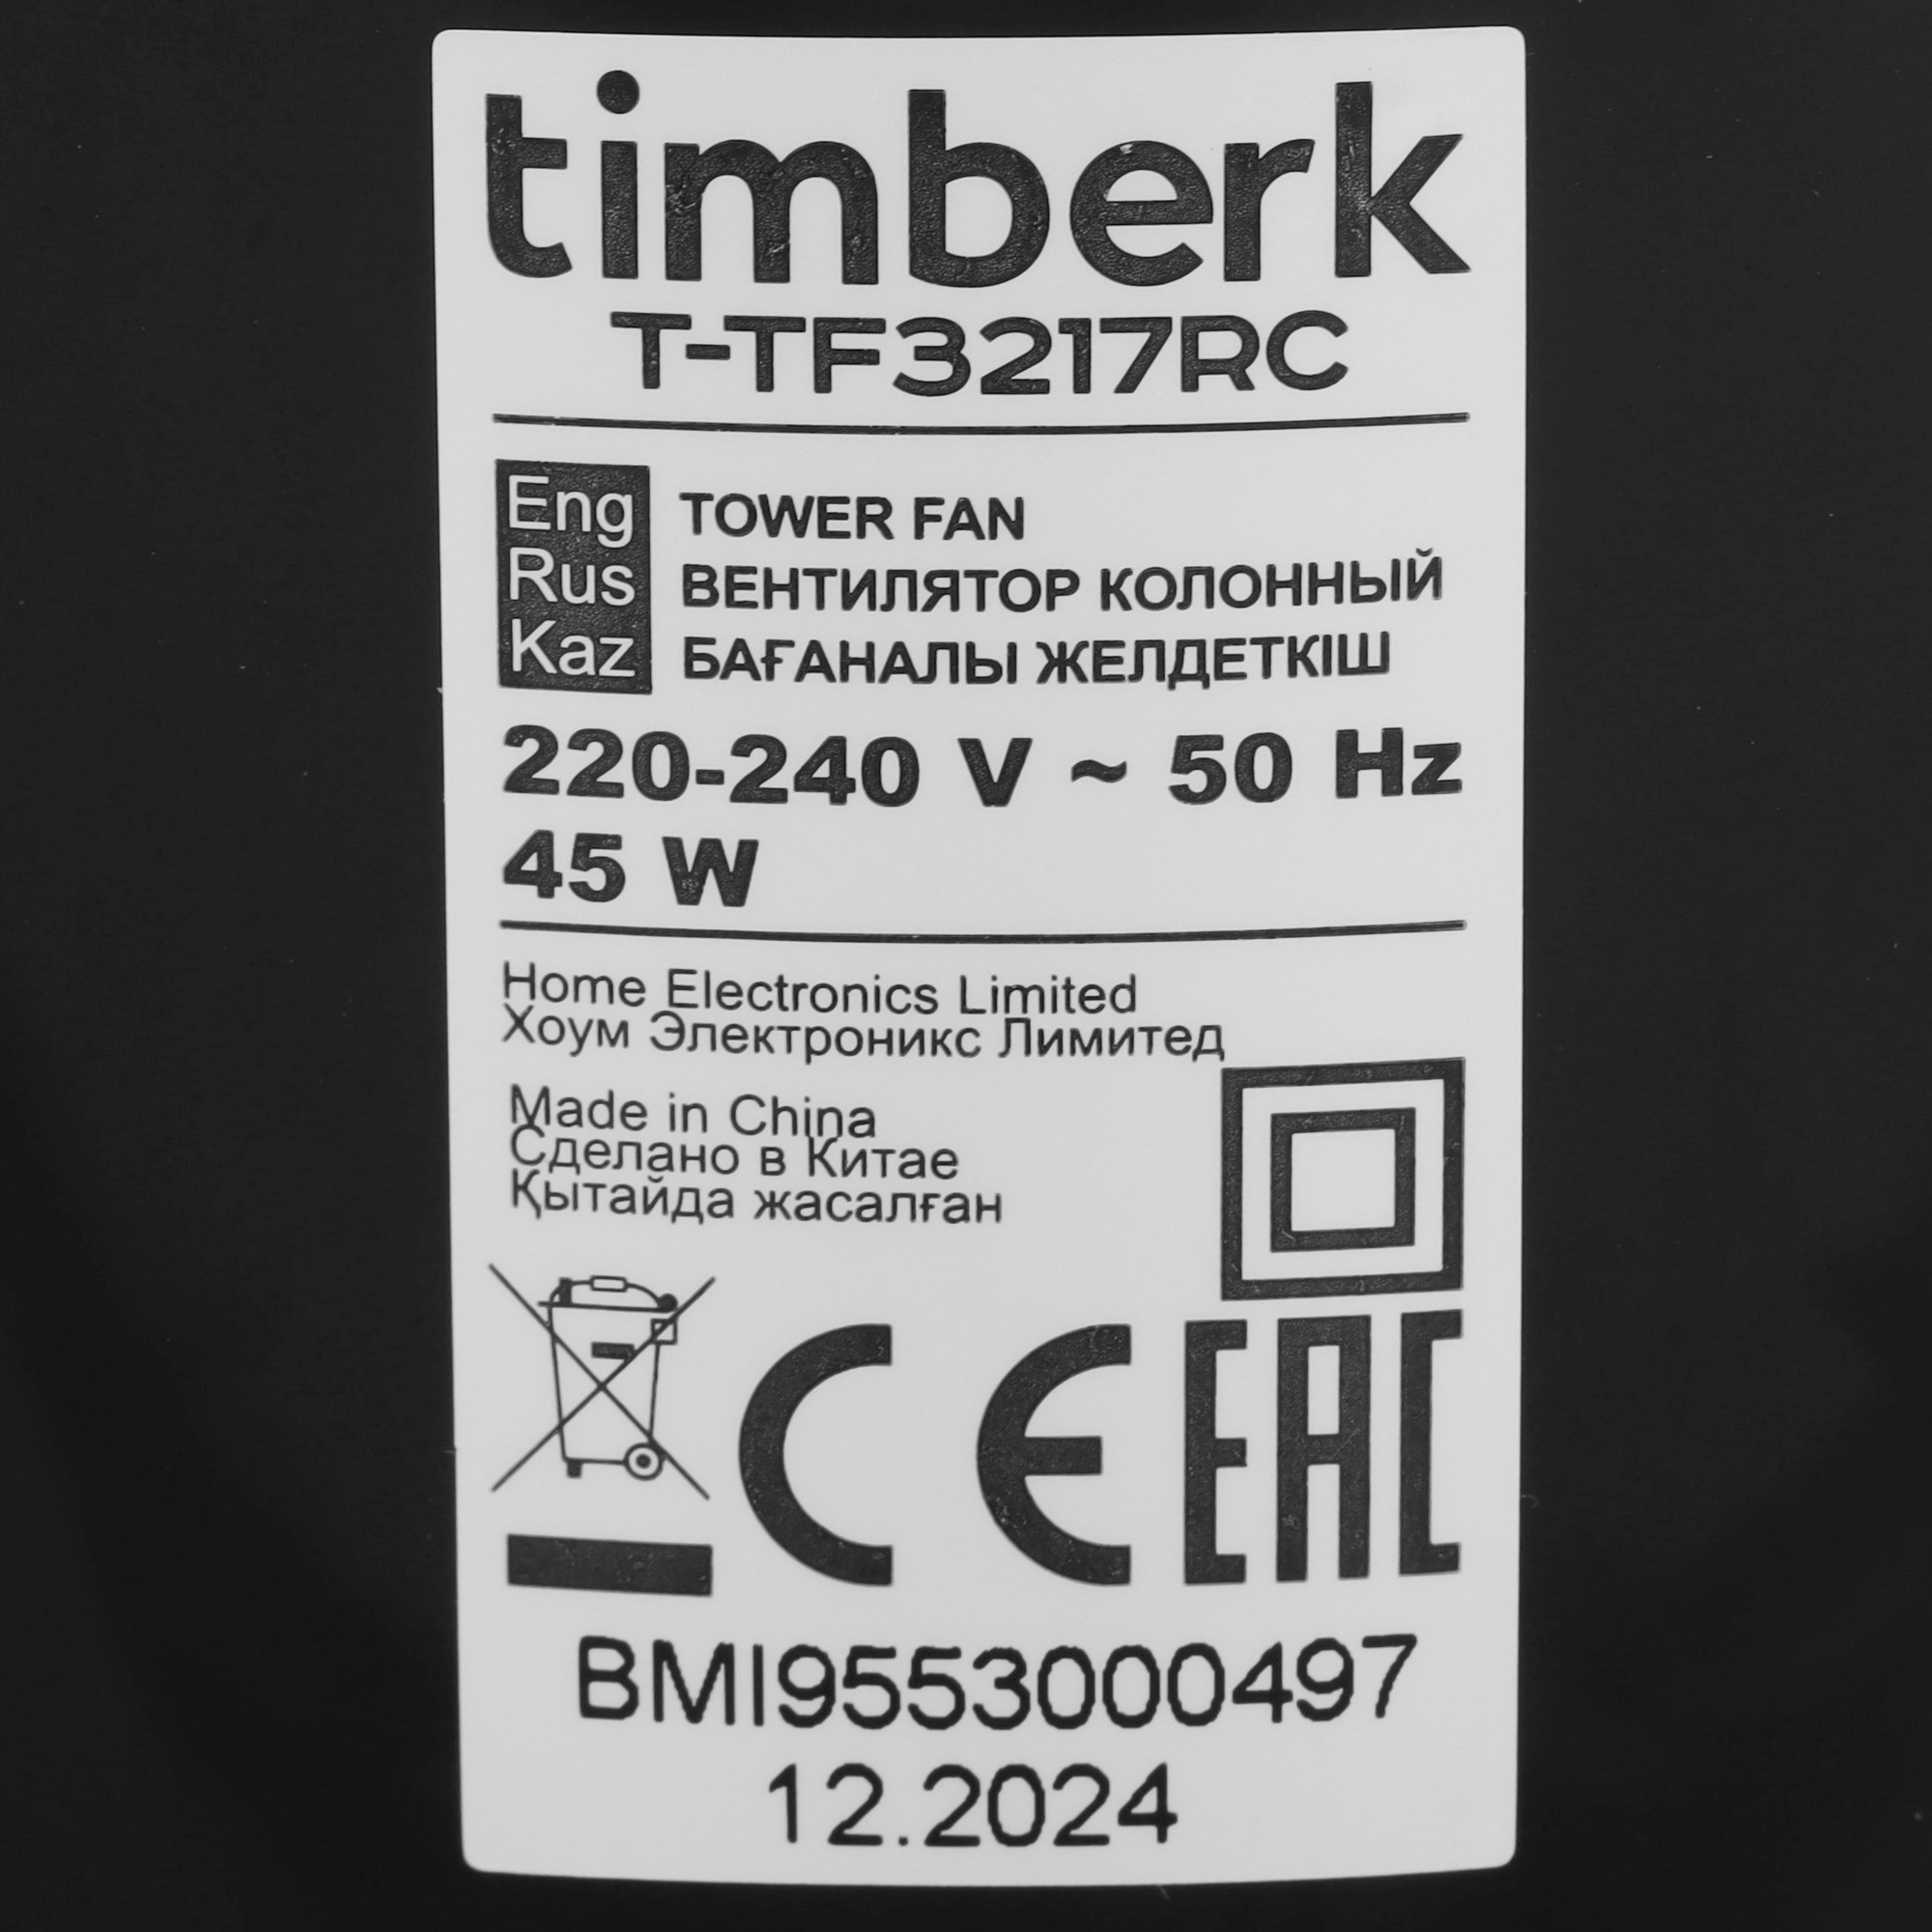 timberk
T-TF3217RC
Eng TOWER FAN
Rus ВЕНТИЛЯТОР КОЛОННЫЙ
Kaz БАҒАНАЛЫ ЖЕЛДЕТКІШ
220-240 V ~ 50 Hz
45 W
Home Electronics Limited
Хоум Электроникс Лимитед
Made in China
Сделано в Китае
Қытайда жасалған
CE EAC
BMI9553000497
12.2024